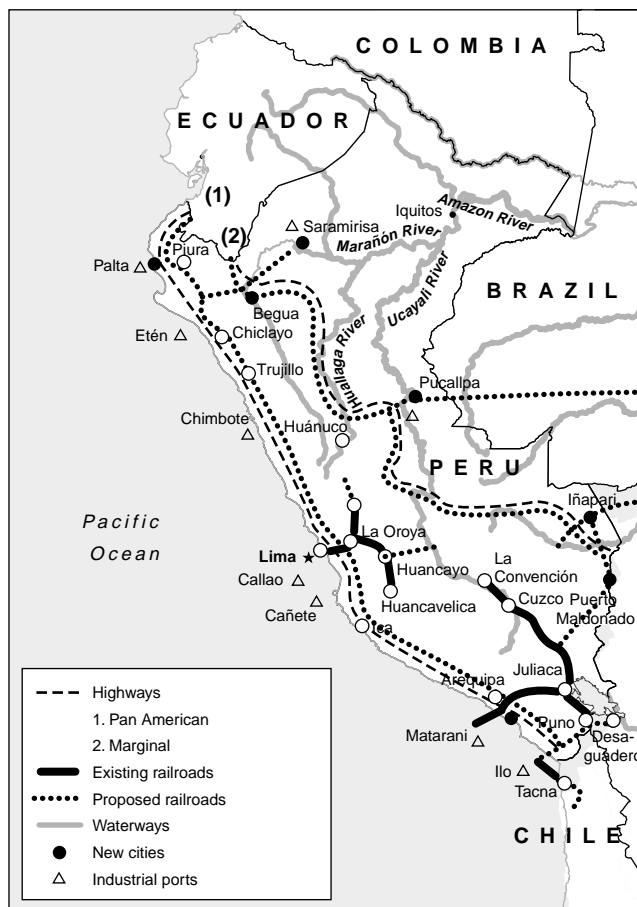 COLOMBIA
ECUADOR
(1)
(2)
Saramirisa
Iquitos
Amazon River
Marañón River
Palta
Piura
Ucayali River
BRAZIL
Begua
Huallaga River
Etén
Chiclayo
Trujillo
Pucallpa
Chimbote
Huánuco
PERU
Iñapari
Pacific
Ocean
La Oroya
Lima
Huancayo
La
Convención
Callao
Cañete
Huancavelica
Cuzco
Puerto
Maldonado
Ica
Juliaca
Arequipa
Puno
Desa-
guadero
Matarani
Ilo
Tacna
CHILE
Highways
1. Pan American
2. Marginal
Existing railroads
Proposed railroads
Waterways
New cities
Industrial ports